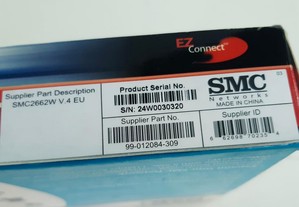 EZ
Connect™
Supplier Part Description
SMC2662W V.4 EU
Product Serial No.
S/N: 24W0030320
Supplier Part No.
99-012084-309
SMC
Networks
MADE IN CHINA
Supplier ID